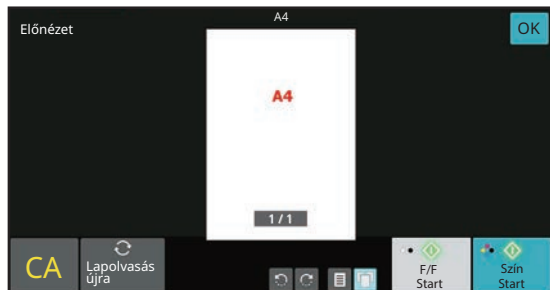 A4
Előnézet
OK
A4
1 / 1
CA
Lapolvasás
újra
F/F
Start
Szín
Start